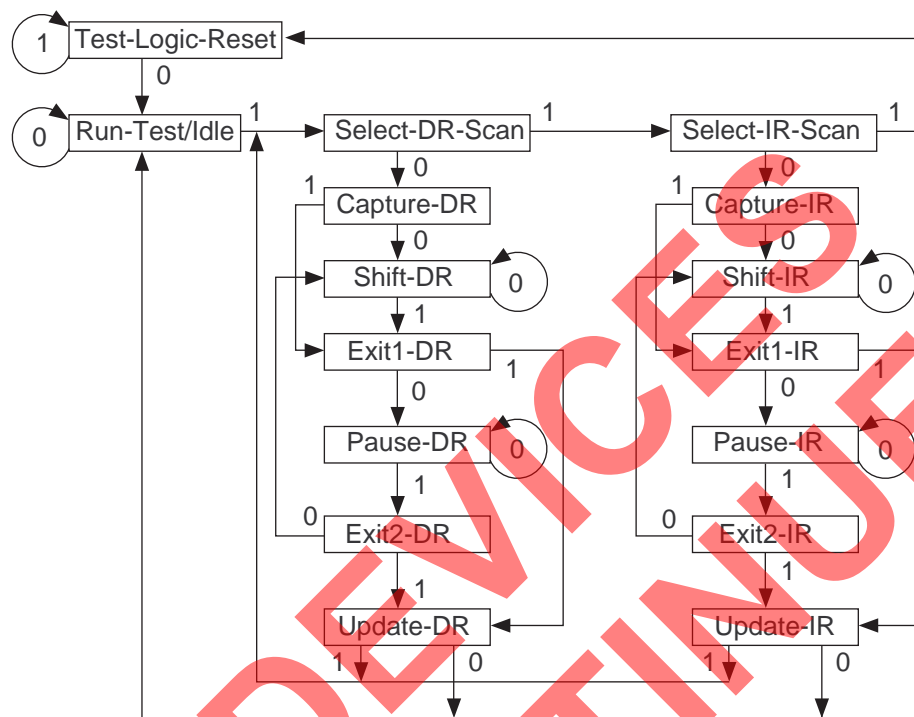 1 Test-Logic-Reset
0
0 Run-Test/Idle 1 Select-DR-Scan 1 Select-IR-Scan 1
0 0
1 Capture-DR 1 Capture-IR
0 0
Shift-DR 0 Shift-IR 0
1 1
Exit1-DR 1 Exit1-IR 1
0 0
Pause-DR 0 Pause-IR 0
1 1
0 Exit2-DR 0 Exit2-IR
1 1
Update-DR Update-IR
1 0 1 0
DEVICES